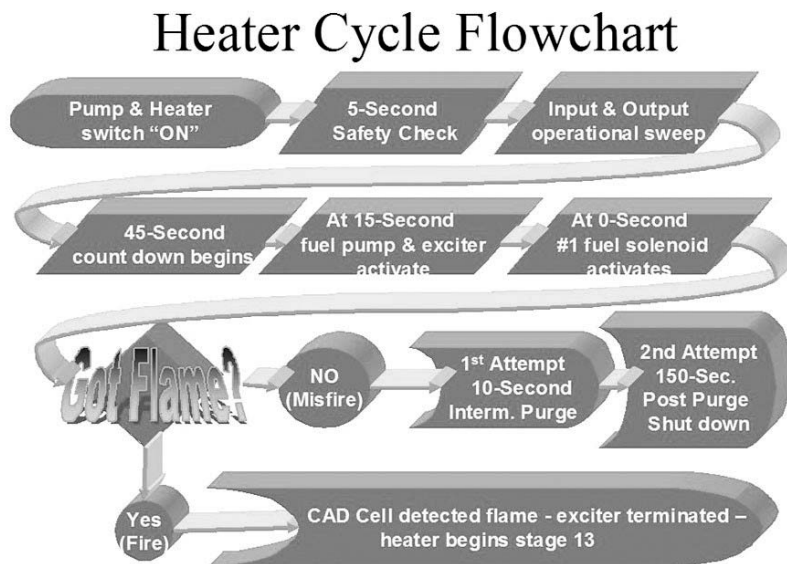 Heater Cycle Flowchart
Pump & Heater
switch “ON”
5-Second
Safety Check
Input & Output
operational sweep
45-Second
count down begins
At 15-Second
fuel pump & exciter
activate
At 0-Second
#1 fuel solenoid
activates
Got Flame?
NO
(Misfire)
1st Attempt
10-Second
Interm. Purge
2nd Attempt
150-Sec.
Post Purge
Shut down
Yes
(Fire)
CAD Cell detected flame - exciter terminated –
heater begins stage 13